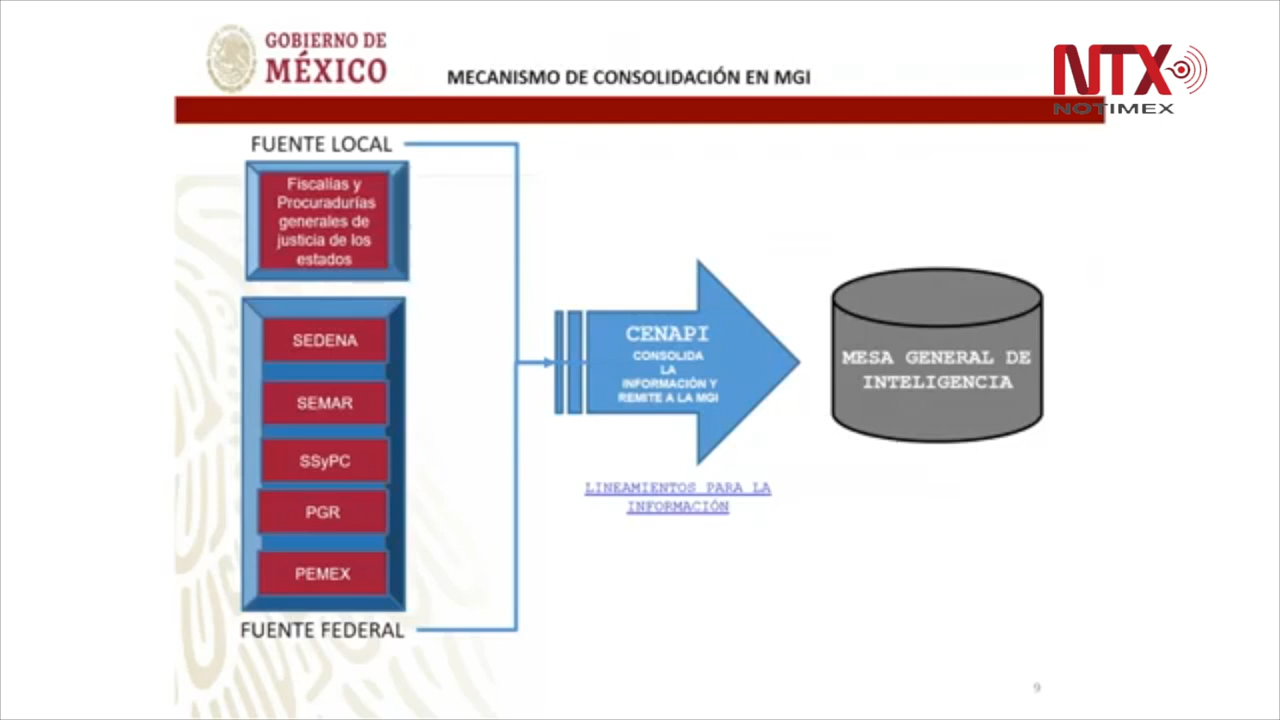 GOBIERNO DE
MÉXICO
MECANISMO DE CONSOLIDACIÓN EN MGI
NTX
NOTIMEX
FUENTE LOCAL
Fiscalías y
Procuradurías
generales de
justicia de los
estados
SEDENA
SEMAR
SSyPC
PGR
PEMEX
FUENTE FEDERAL
CENAPI
CONSOLIDA
LA
INFORMACIÓN Y
REMITE A LA MGI
LINEAMIENTOS PARA LA
INFORMACIÓN
MESA GENERAL DE
INTELIGENCIA
9